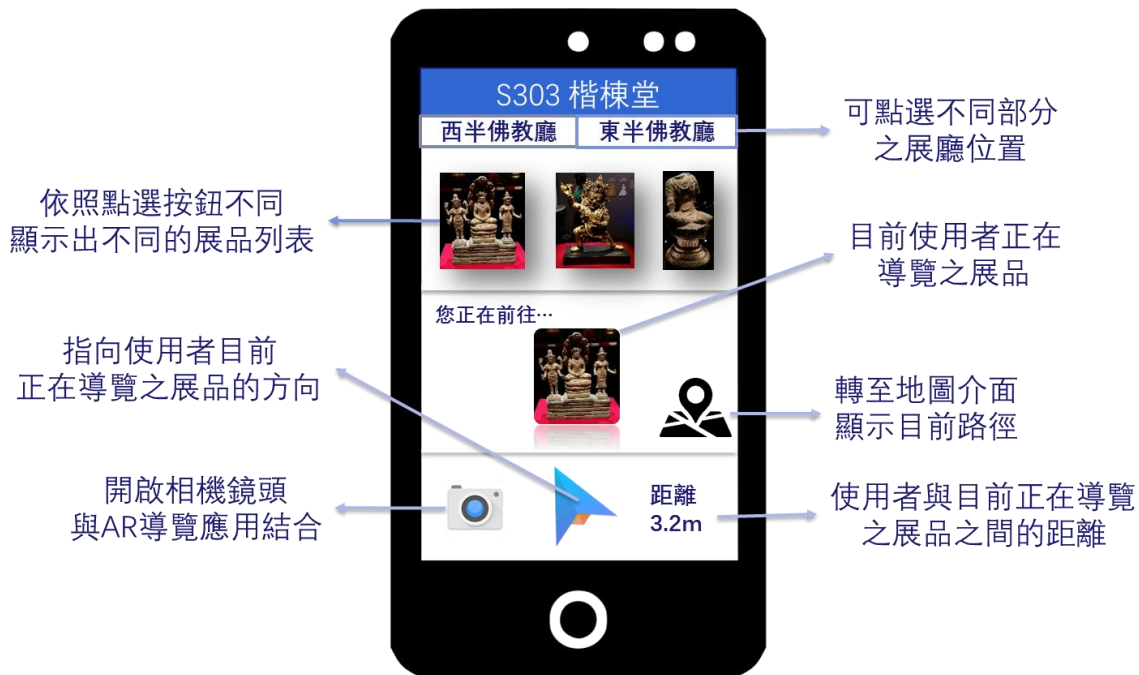 S303 楷棟堂
西半佛教廳
東半佛教廳
可點選不同部分
之展廳位置
依照點選按鈕不同
顯示出不同的展品列表
目前使用者正在
導覽之展品
您正在前往…
指向使用者目前
正在導覽之展品的方向
轉至地圖介面
顯示目前路徑
開啟相機鏡頭
與AR導覽應用結合
距離
3.2m
使用者與目前正在導覽
之展品之間的距離